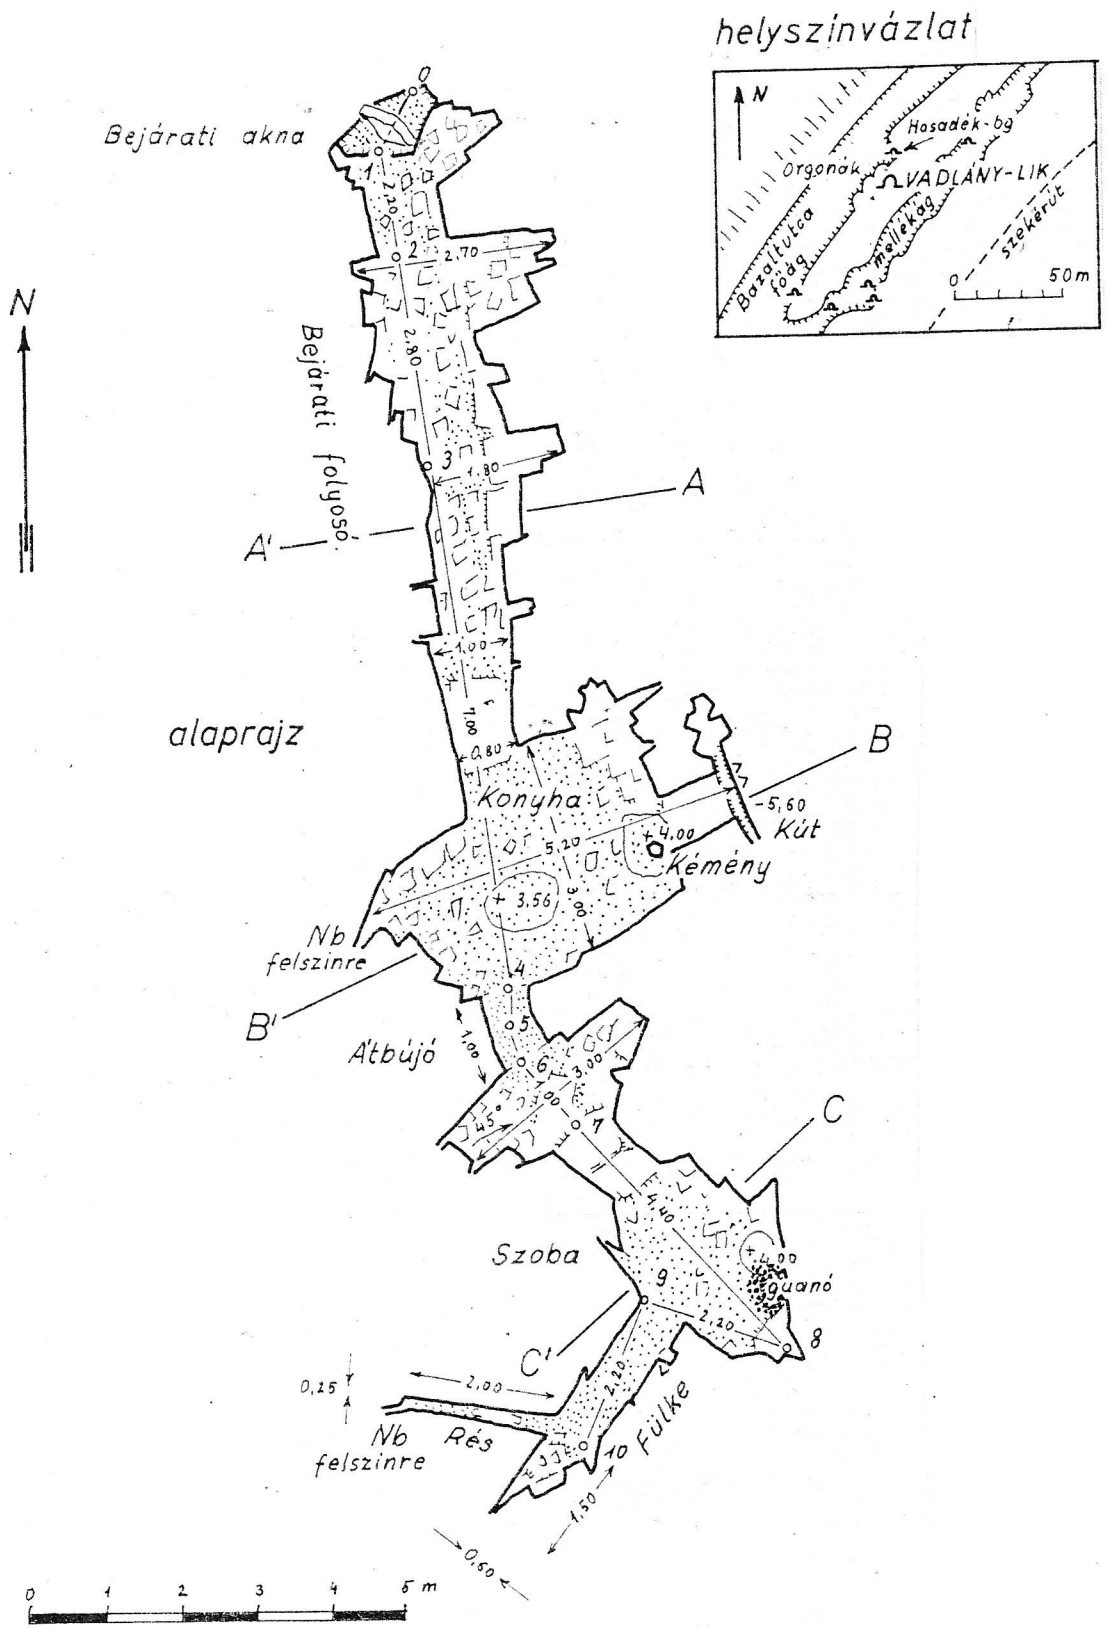 helyszínvázlat
N
Hasadék-bg
Orgonák
VADLÁNY-LIK
Bazaltutca
főág
mellékág
szekérút
0 50m
0
Bejárati akna
1
2,20
2
2,70
N
2,80
Bejárati folyosó
3
1,80
A
A'
1,00
7,00
alaprajz
0,80
B
Konyha
-5,60
Kút
+4,00
5,20
Kémény
+ 3,56
3,00
Nb
felszínre
4
B'
5
1,00
Átbújó
6
3,00
45°
7
C
4,40
Szoba
+4,00
9
guanó
2,20
8
C'
2,20
0,25
2,00
Fülke
Nb
felszínre
Rés
10
1,50
0,60
0 1 2 3 4 5 m